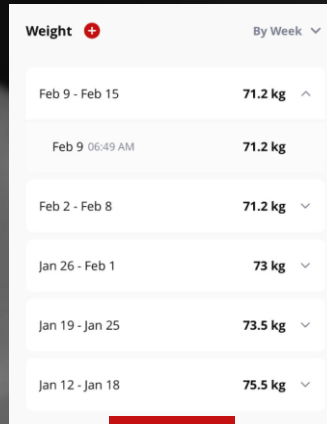 Weight By Week
Feb 9 - Feb 15 71.2 kg
Feb 9 06:49 AM 71.2 kg
Feb 2 - Feb 8 71.2 kg
Jan 26 - Feb 1 73 kg
Jan 19 - Jan 25 73.5 kg
Jan 12 - Jan 18 75.5 kg